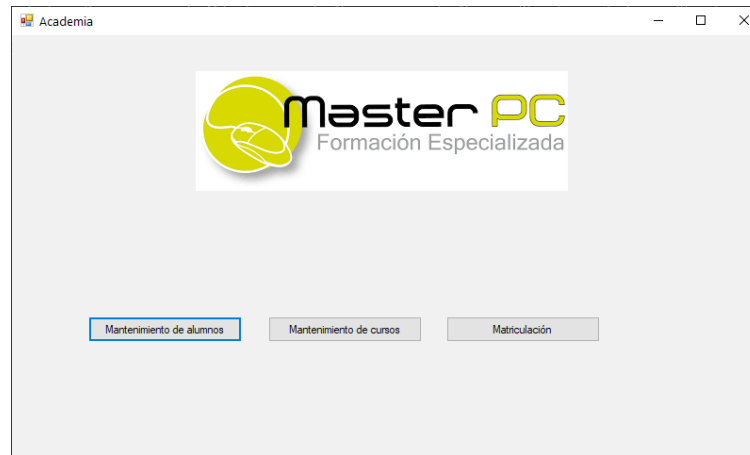 Academia
Master PC
Formación Especializada
Mantenimiento de alumnos
Mantenimiento de cursos
Matriculación